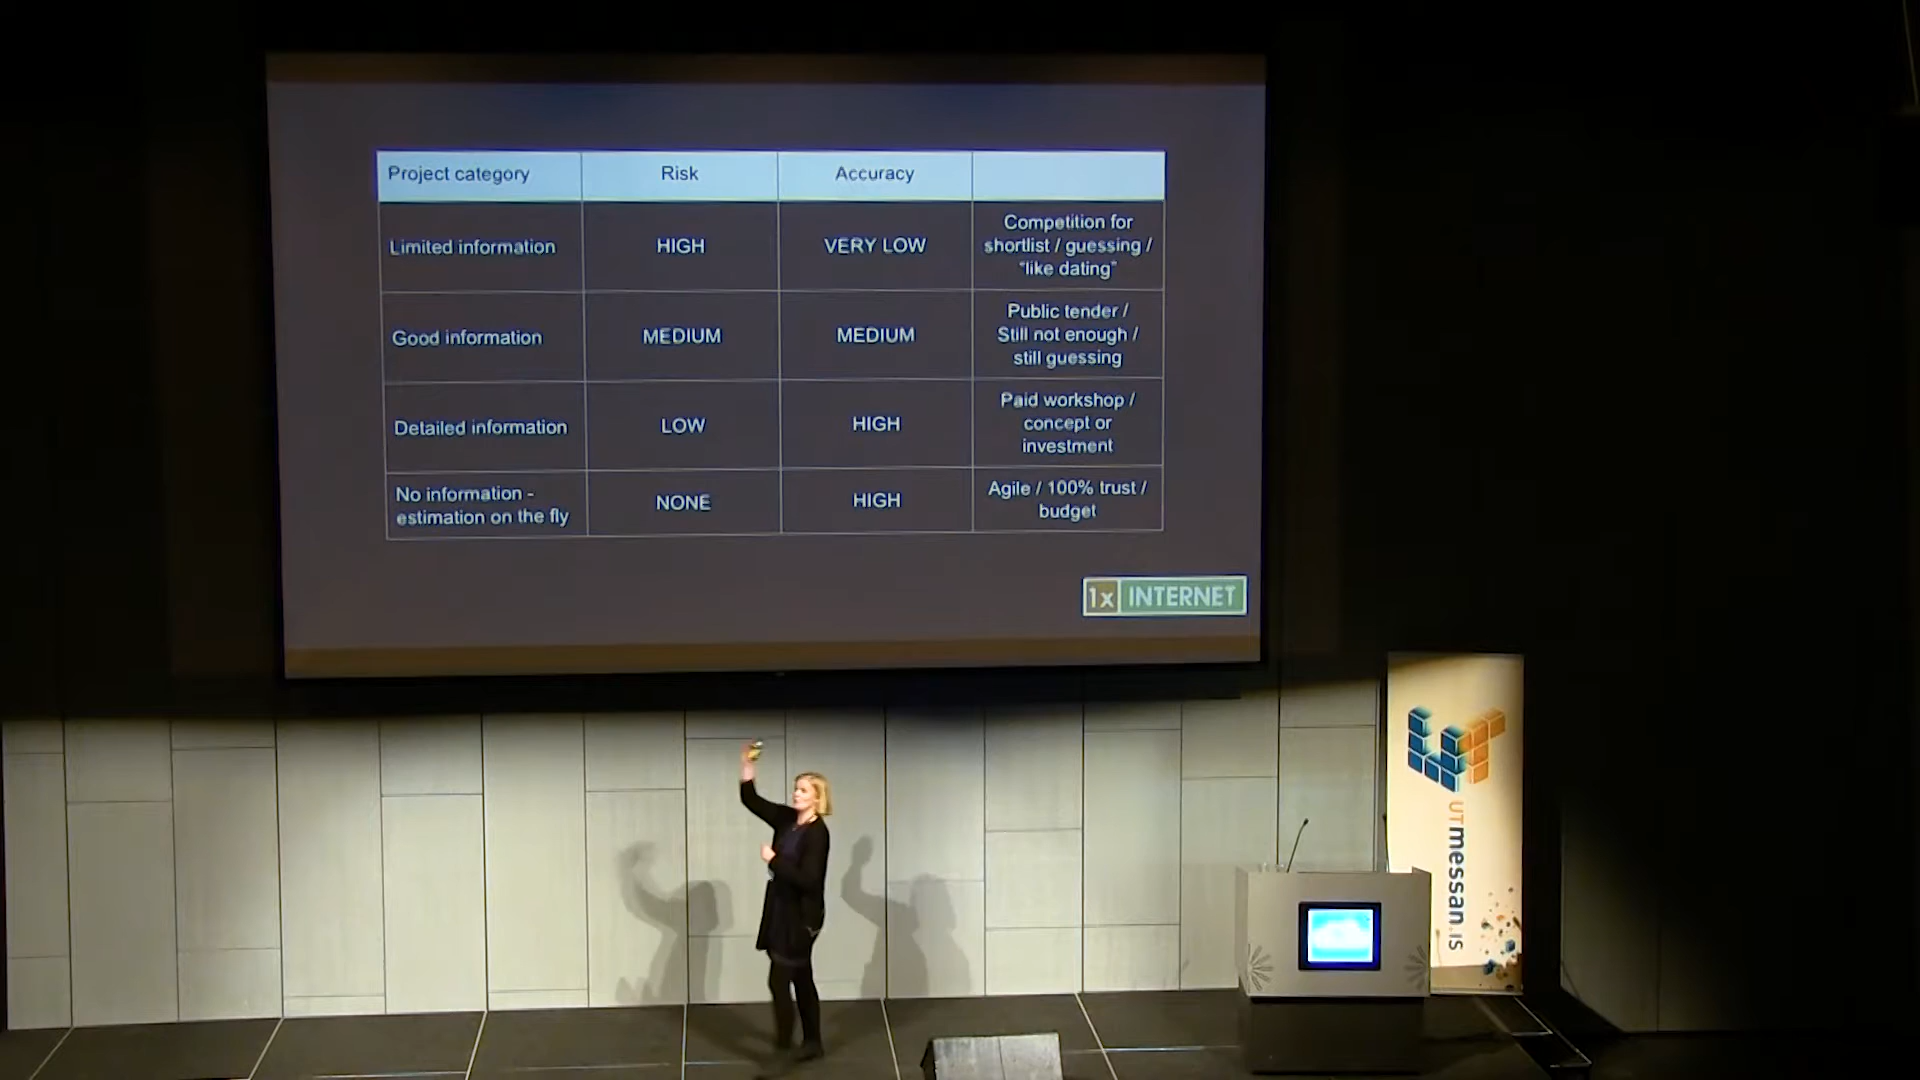 Project category
Risk
Accuracy
Limited information
HIGH
VERY LOW
Competition for
shortlist / guessing /
"like dating"
Good information
MEDIUM
MEDIUM
Public tender /
Still not enough /
still guessing
Detailed information
LOW
HIGH
Paid workshop /
concept or
investment
No information -
estimation on the fly
NONE
HIGH
Agile / 100% trust /
budget
1x INTERNET
UT
UTmessan.is